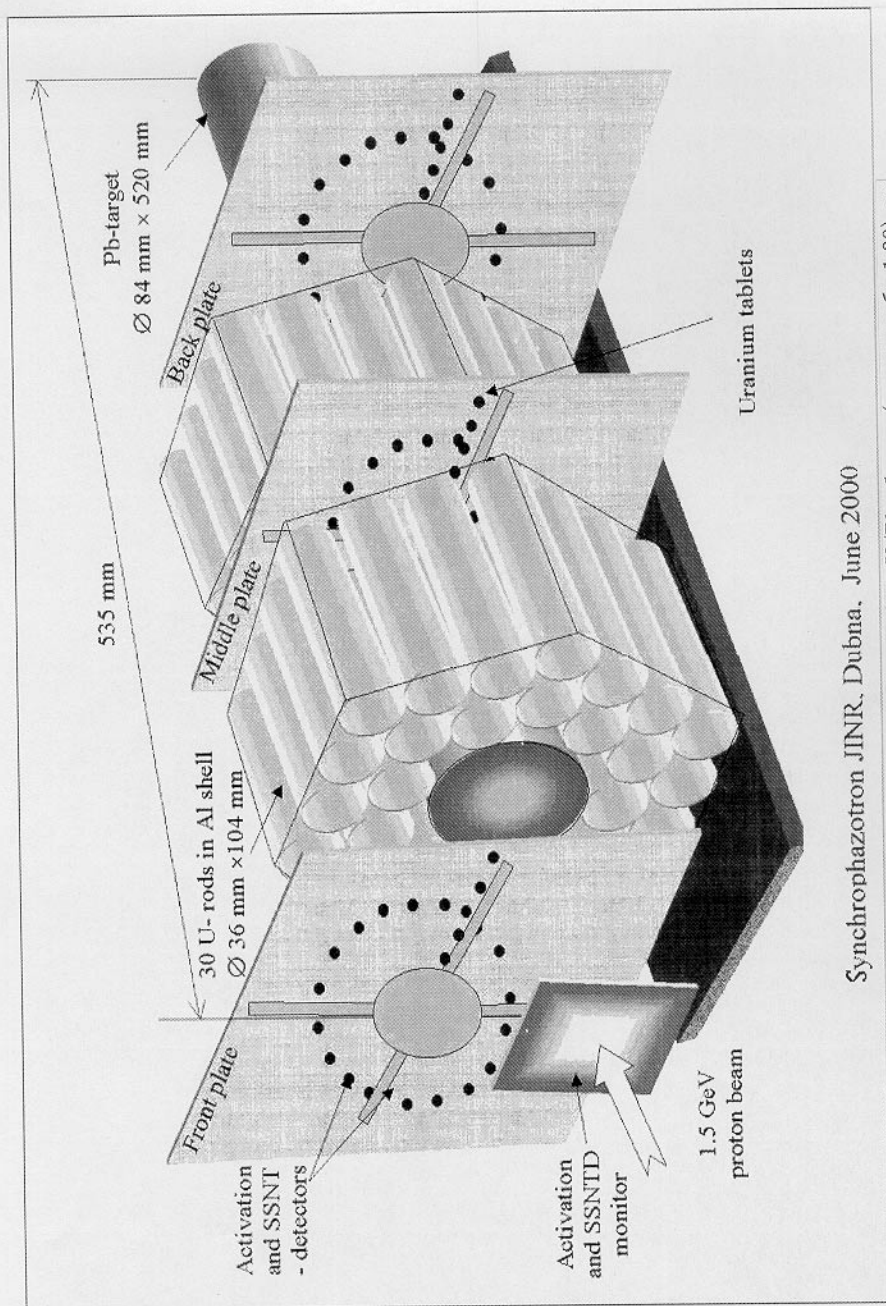 535 mm
Pb-target
Ø 84 mm × 520 mm
30 U- rods in Al shell
Ø 36 mm ×104 mm
Front plate
Middle plate
Back plate
Activation
and SSNT
- detectors
Activation
and SSNTD
monitor
1.5 GeV
proton beam
Uranium tablets
Synchrophazotron JINR, Dubna, June 2000